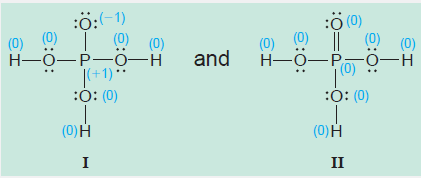 :Ö: (−1) :Ö (0)
(0) (0) (0) (0) (0) (0) (0) (0)
H—Ö—P—Ö—H and H—Ö—P—Ö—H
(+1) (0)
:O: (0) :O: (0)
(0) H (0) H
I II